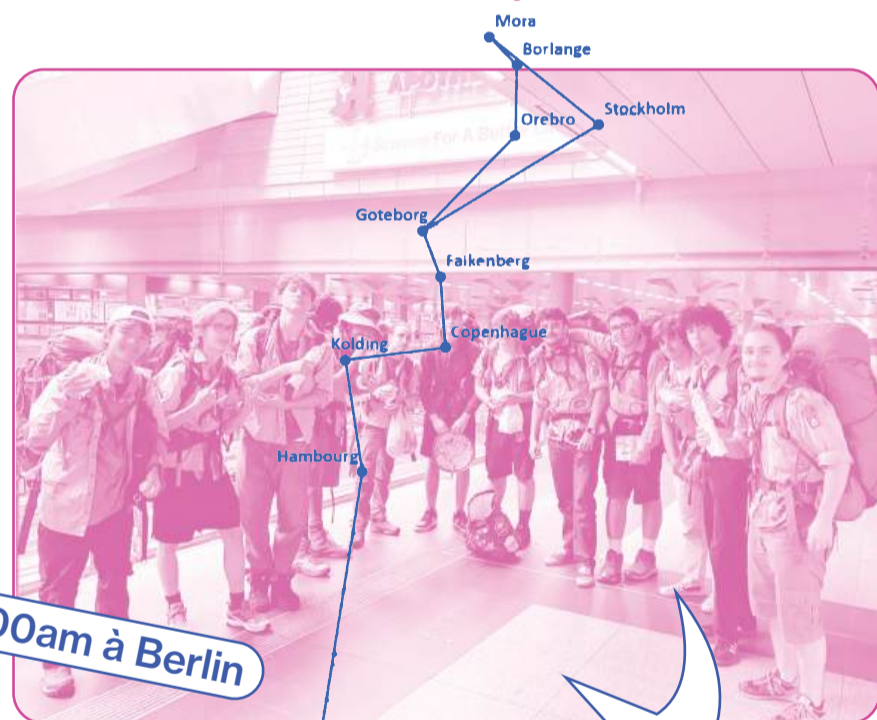 Mora
Borlange
Orebro
Stockholm
Goteborg
Falkenberg
Copenhague
Kolding
Hambourg
00am à Berlin